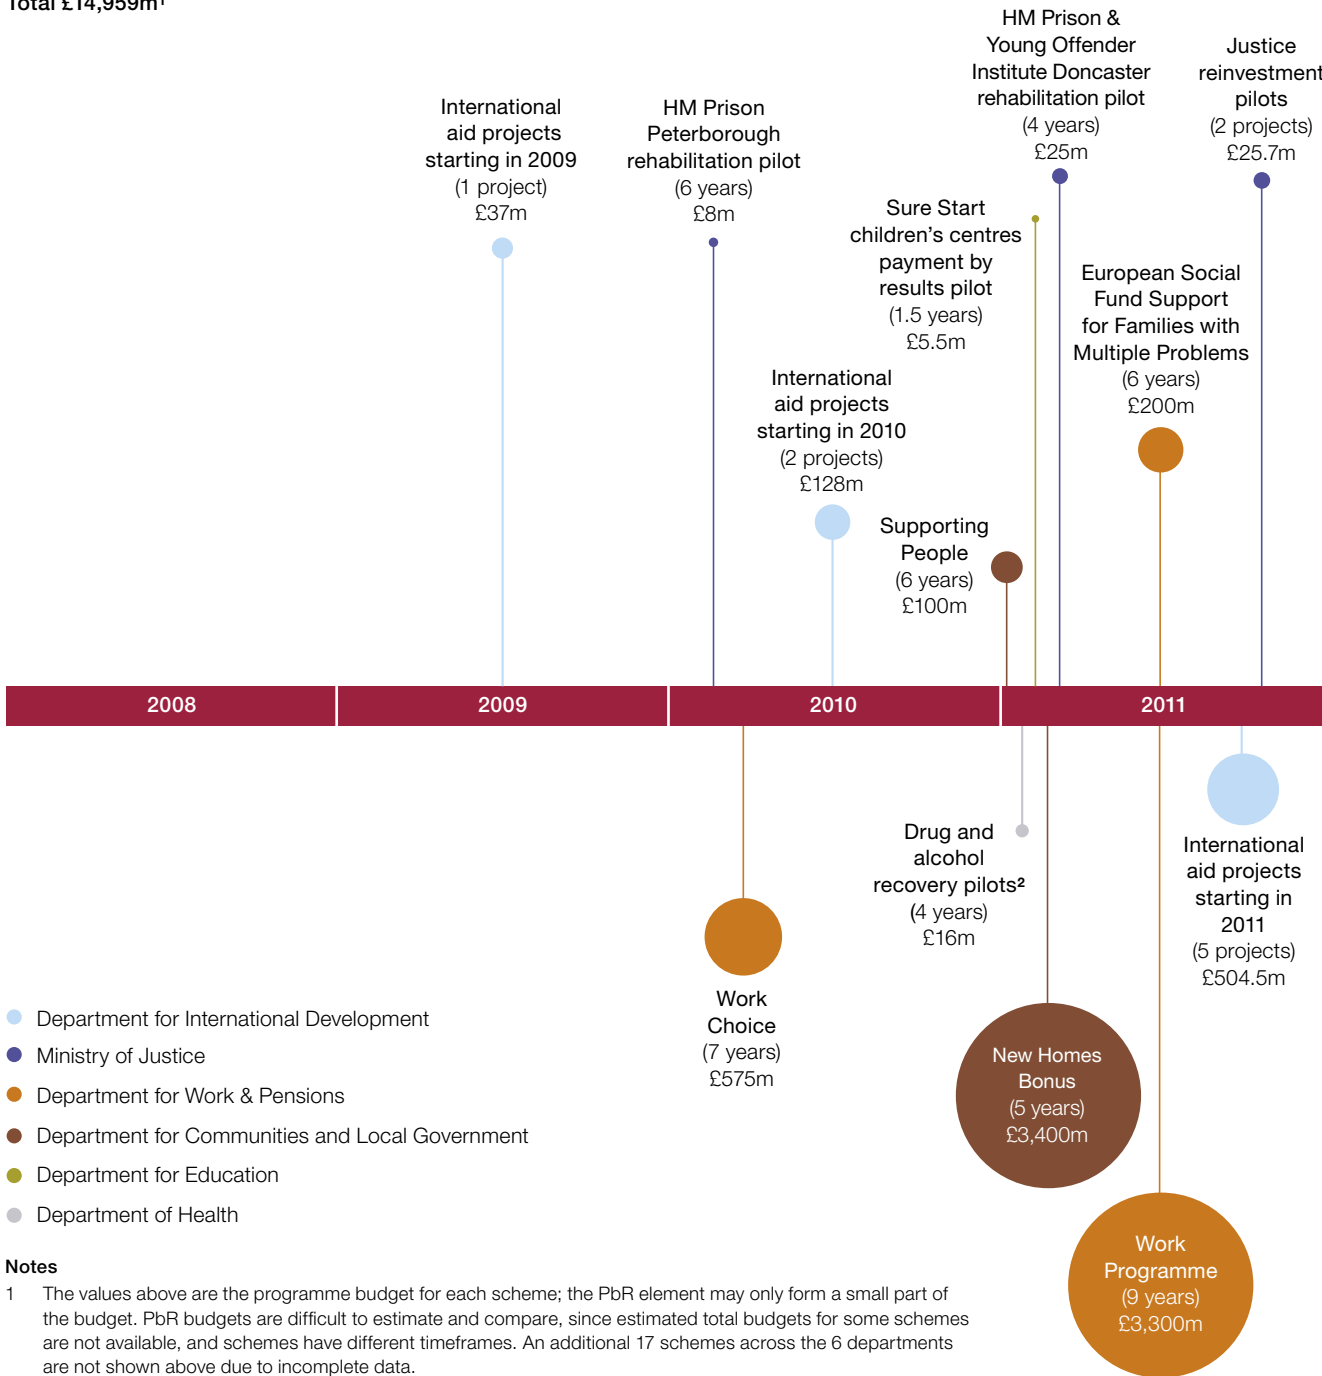 Total £14,959m¹
HM Prison &
Young Offender
Institute Doncaster
rehabilitation pilot
(4 years)
£25m
Justice
reinvestment
pilots
(2 projects)
£25.7m
International
aid projects
starting in 2009
(1 project)
£37m
HM Prison
Peterborough
rehabilitation pilot
(6 years)
£8m
Sure Start
children’s centres
payment by
results pilot
(1.5 years)
£5.5m
European Social
Fund Support
for Families with
Multiple Problems
(6 years)
£200m
International
aid projects
starting in 2010
(2 projects)
£128m
Supporting
People
(6 years)
£100m
2008
2009
2010
2011
Drug and
alcohol
recovery pilots²
(4 years)
£16m
International
aid projects
starting in
2011
(5 projects)
£504.5m
Work
Choice
(7 years)
£575m
New Homes
Bonus
(5 years)
£3,400m
Work
Programme
(9 years)
£3,300m
Department for International Development
Ministry of Justice
Department for Work & Pensions
Department for Communities and Local Government
Department for Education
Department of Health
Notes
1 The values above are the programme budget for each scheme; the PbR element may only form a small part of
the budget. PbR budgets are difficult to estimate and compare, since estimated total budgets for some schemes
are not available, and schemes have different timeframes. An additional 17 schemes across the 6 departments
are not shown above due to incomplete data.